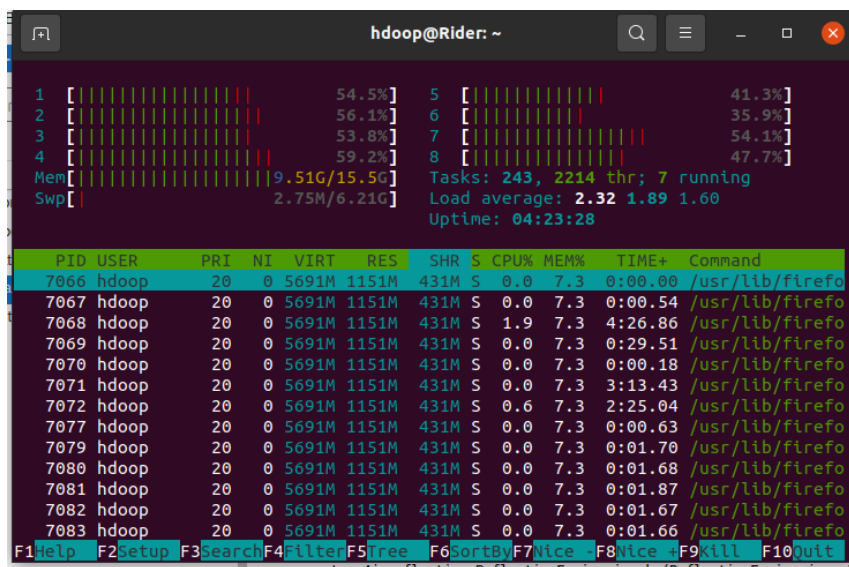 hdoop@Rider: ~
1 [||||||||||||||||| 54.5%] 5 [||||||||||||| 41.3%]
2 [|||||||||||||||||| 56.1%] 6 [||||||||||| 35.9%]
3 [||||||||||||||||| 53.8%] 7 [||||||||||||||||| 54.1%]
4 [||||||||||||||||||| 59.2%] 8 [||||||||||||||| 47.7%]
Mem[|||||||||||||||||||9.51G/15.5G] Tasks: 243, 2214 thr; 7 running
Swp[| 2.75M/6.21G] Load average: 2.32 1.89 1.60
Uptime: 04:23:28
PID USER PRI NI VIRT RES SHR S CPU% MEM% TIME+ Command
7066 hdoop 20 0 5691M 1151M 431M S 0.0 7.3 0:00.00 /usr/lib/firefo
7067 hdoop 20 0 5691M 1151M 431M S 0.0 7.3 0:00.54 /usr/lib/firefo
7068 hdoop 20 0 5691M 1151M 431M S 1.9 7.3 4:26.86 /usr/lib/firefo
7069 hdoop 20 0 5691M 1151M 431M S 0.0 7.3 0:29.51 /usr/lib/firefo
7070 hdoop 20 0 5691M 1151M 431M S 0.0 7.3 0:00.18 /usr/lib/firefo
7071 hdoop 20 0 5691M 1151M 431M S 0.0 7.3 3:13.43 /usr/lib/firefo
7072 hdoop 20 0 5691M 1151M 431M S 0.6 7.3 2:25.04 /usr/lib/firefo
7077 hdoop 20 0 5691M 1151M 431M S 0.0 7.3 0:00.63 /usr/lib/firefo
7079 hdoop 20 0 5691M 1151M 431M S 0.0 7.3 0:01.70 /usr/lib/firefo
7080 hdoop 20 0 5691M 1151M 431M S 0.0 7.3 0:01.68 /usr/lib/firefo
7081 hdoop 20 0 5691M 1151M 431M S 0.0 7.3 0:01.87 /usr/lib/firefo
7082 hdoop 20 0 5691M 1151M 431M S 0.0 7.3 0:01.67 /usr/lib/firefo
7083 hdoop 20 0 5691M 1151M 431M S 0.0 7.3 0:01.66 /usr/lib/firefo
F1Help F2Setup F3SearchF4FilterF5Tree F6SortByF7Nice -F8Nice +F9Kill F10Quit